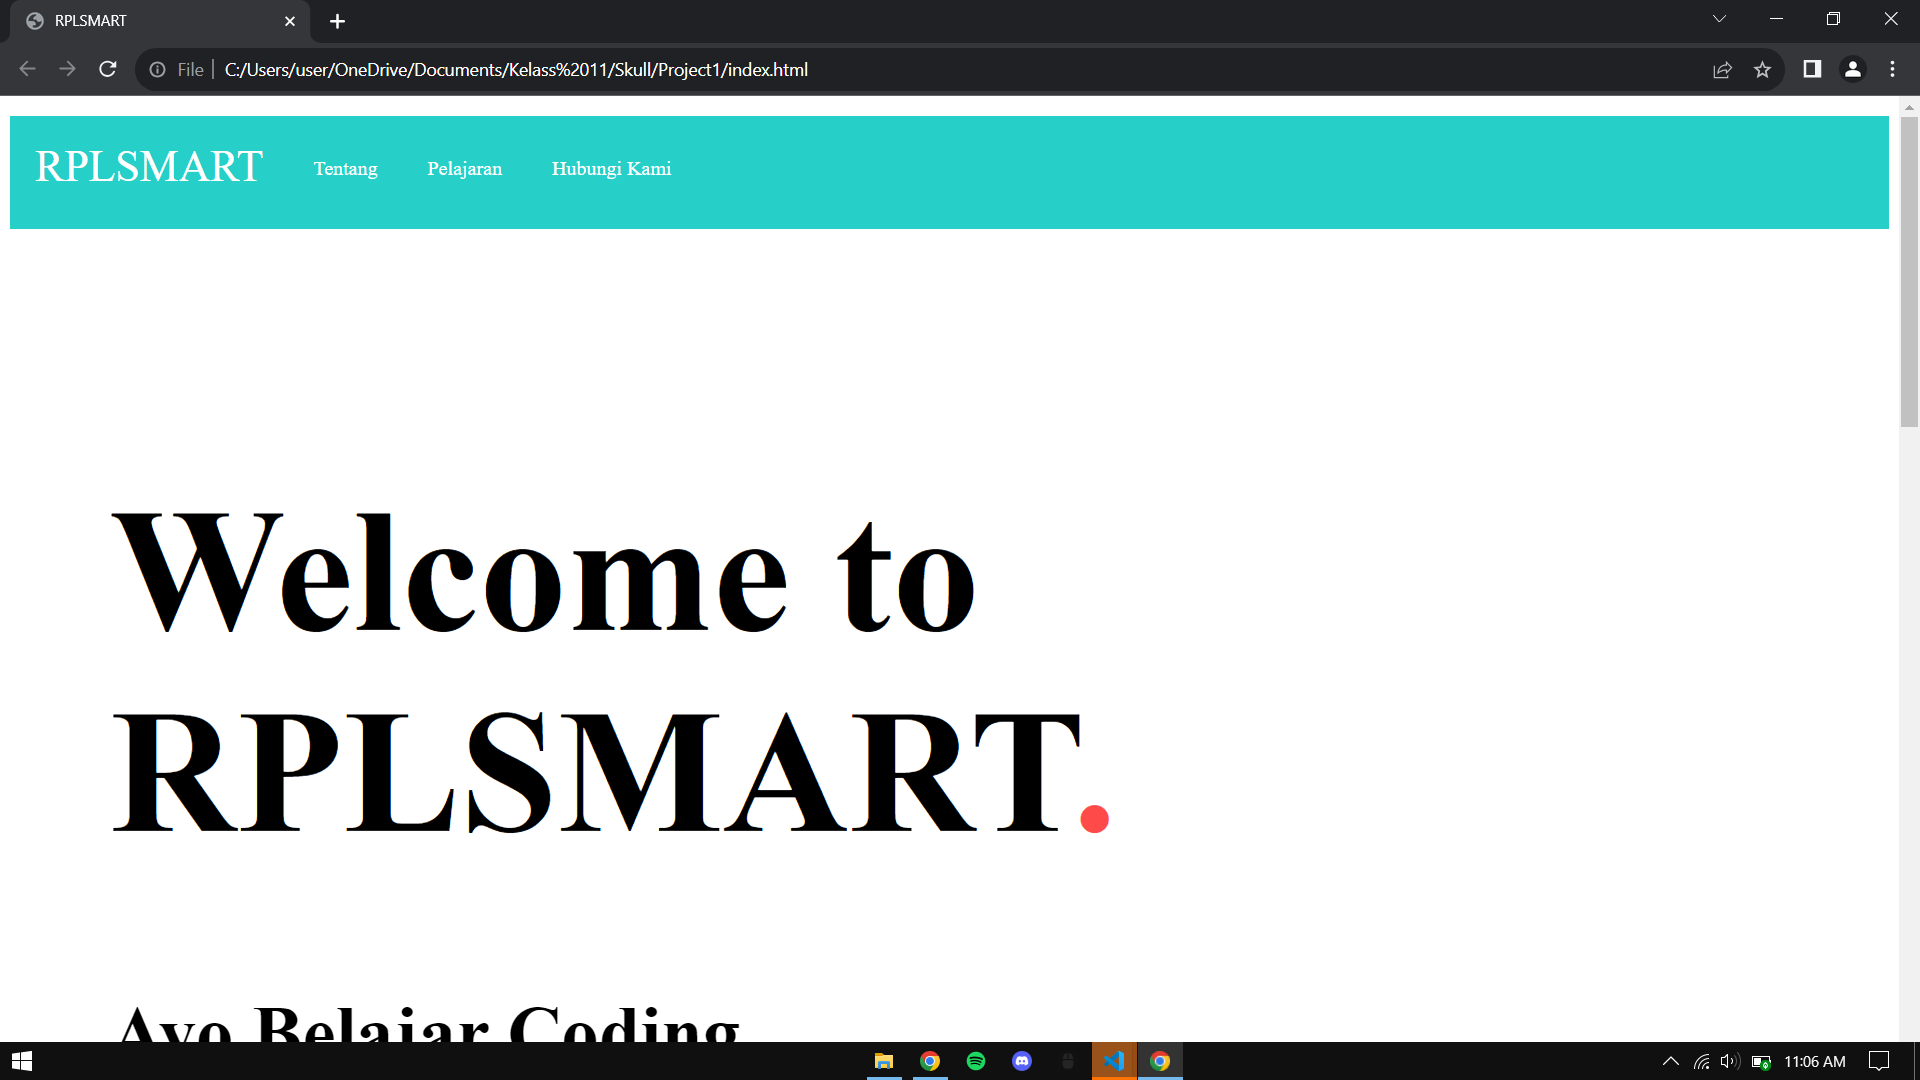 RPLSMART
File
C:/Users/user/OneDrive/Documents/Kelass%2011/Skull/Project1/index.html
RPLSMART Tentang Pelajaran Hubungi Kami
Welcome to
RPLSMART.
Ayo Belajar Coding
11:06 AM